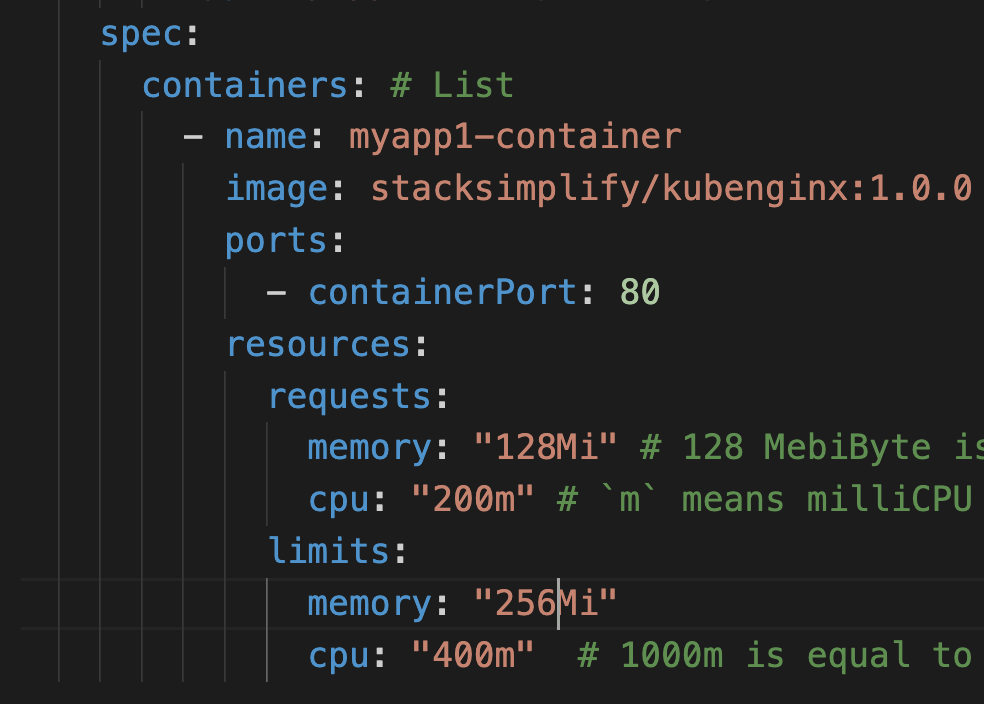 spec:
containers: # List
- name: myapp1-container
image: stacksimplify/kubenginx:1.0.0
ports:
- containerPort: 80
resources:
requests:
memory: "128Mi" # 128 MebiByte is
cpu: "200m" # `m` means milliCPU
limits:
memory: "256Mi"
cpu: "400m"  # 1000m is equal to